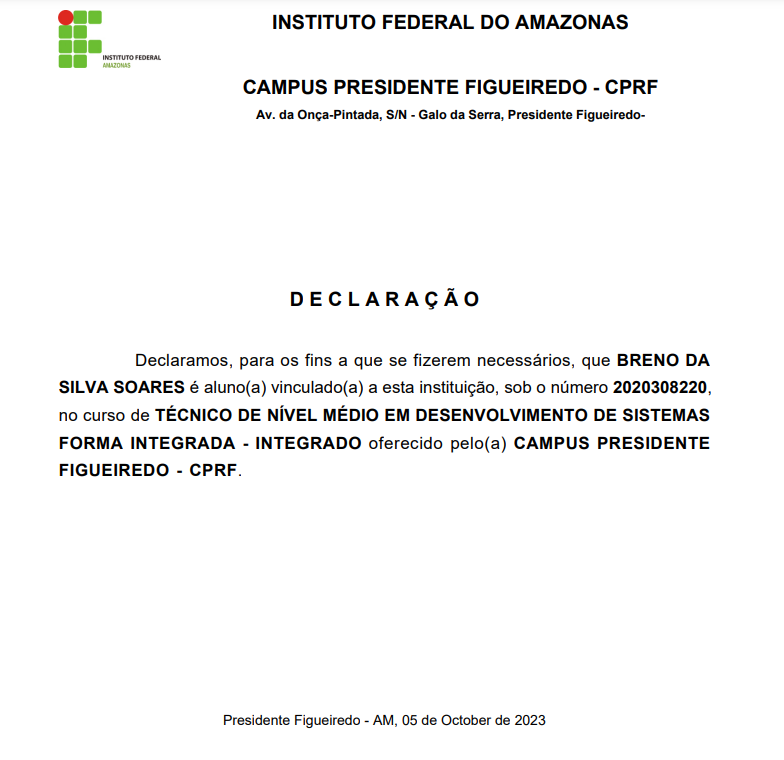 INSTITUTO FEDERAL
AMAZONAS
INSTITUTO FEDERAL DO AMAZONAS
CAMPUS PRESIDENTE FIGUEIREDO - CPRF
Av. da Onça-Pintada, S/N - Galo da Serra, Presidente Figueiredo-
D E C L A R A Ç Ã O
Declaramos, para os fins a que se fizerem necessários, que BRENO DA
SILVA SOARES é aluno(a) vinculado(a) a esta instituição, sob o número 2020308220,
no curso de TÉCNICO DE NÍVEL MÉDIO EM DESENVOLVIMENTO DE SISTEMAS
FORMA INTEGRADA - INTEGRADO oferecido pelo(a) CAMPUS PRESIDENTE
FIGUEIREDO - CPRF.
Presidente Figueiredo - AM, 05 de October de 2023